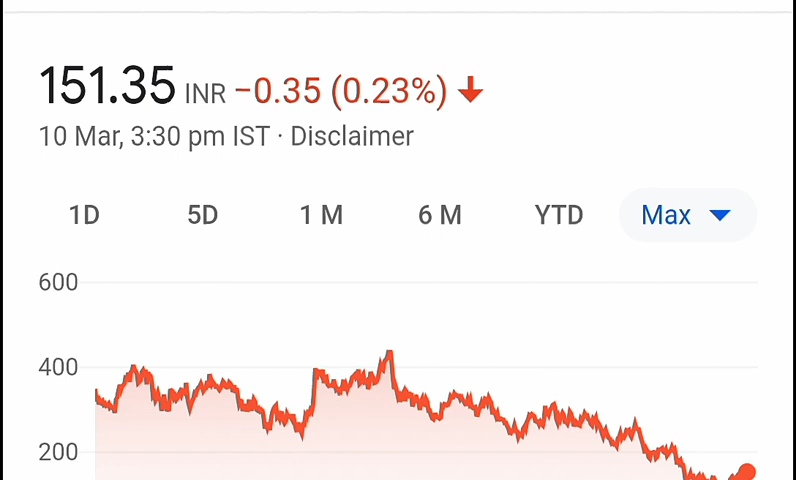 151.35 INR −0.35 (0.23%)
10 Mar, 3:30 pm IST · Disclaimer
1D 5D 1 M 6 M YTD Max
600
400
200